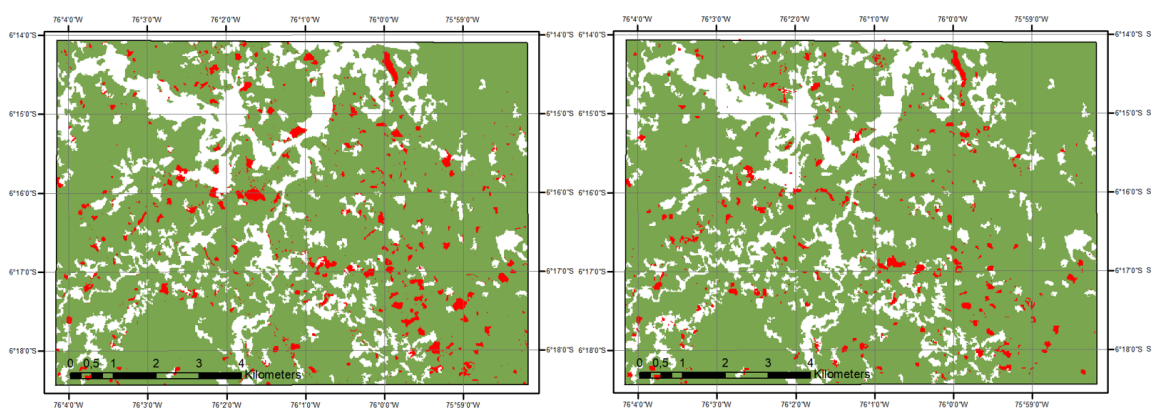 76°4'0"W 76°3'0"W 76°2'0"W 76°1'0"W 76°0'0"W 75°59'0"W
6°14'0"S 6°14'0"S
6°15'0"S 6°15'0"S
6°16'0"S 6°16'0"S
6°17'0"S 6°17'0"S
6°18'0"S 6°18'0"S
0 0,5 1 2 3 4
Kilometers
76°4'0"W 76°3'0"W 76°2'0"W 76°1'0"W 76°0'0"W 75°59'0"W
76°4'0"W 76°3'0"W 76°2'0"W 76°1'0"W 76°0'0"W 75°59'0"W
6°14'0"S S
6°15'0"S S
6°16'0"S S
6°17'0"S S
6°18'0"S S
0 0,5 1 2 3 4
Kilometers
76°4'0"W 76°3'0"W 76°2'0"W 76°1'0"W 76°0'0"W 75°59'0"W